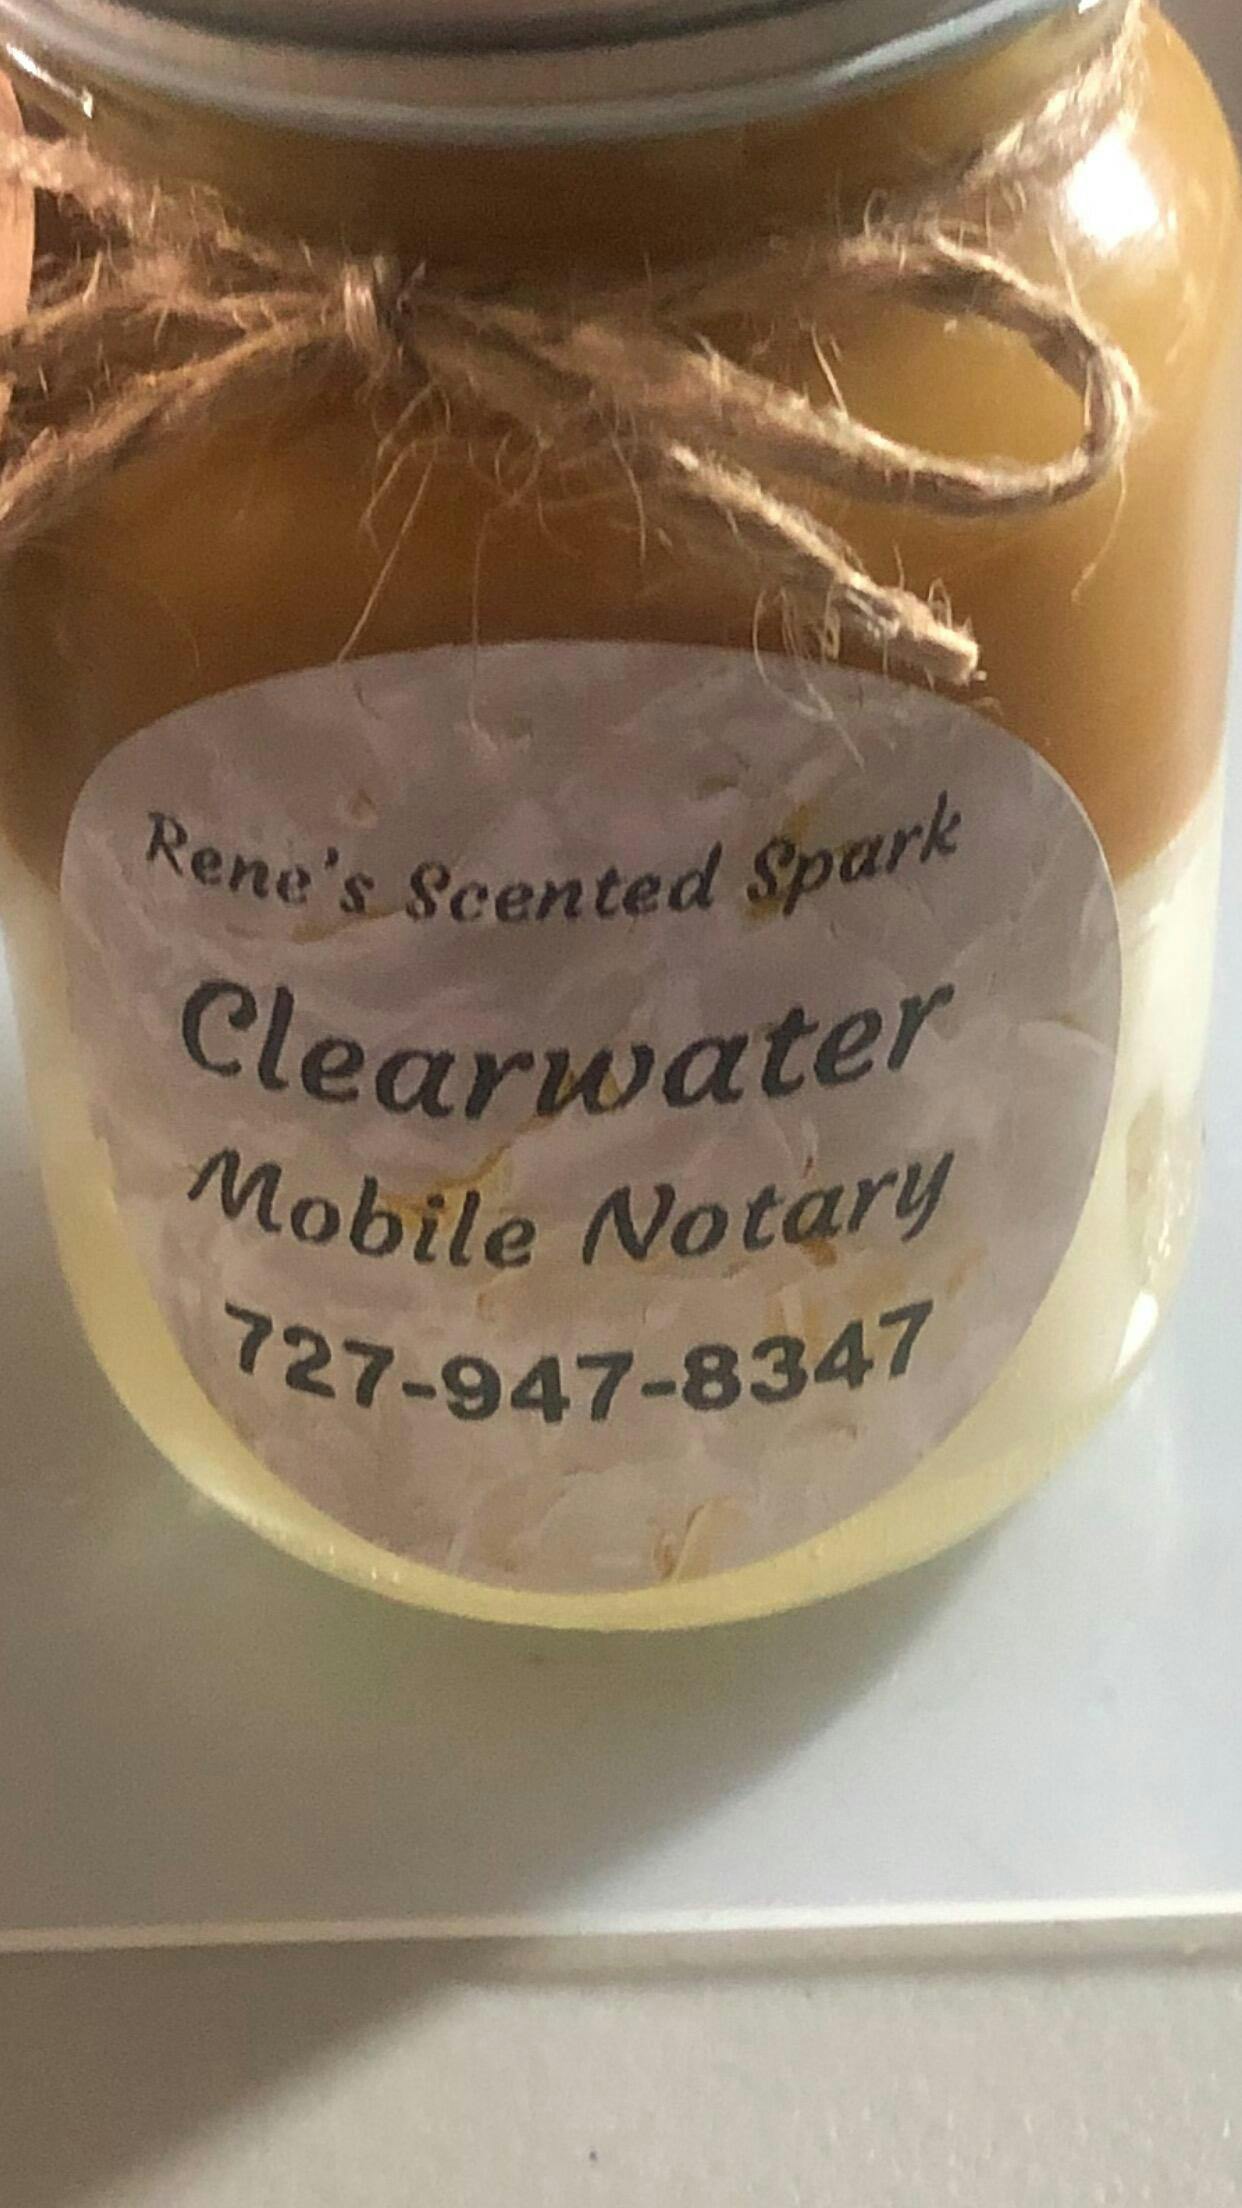 Rene's Scented Spark
Clearwater
Mobile Notary
727-947-8347